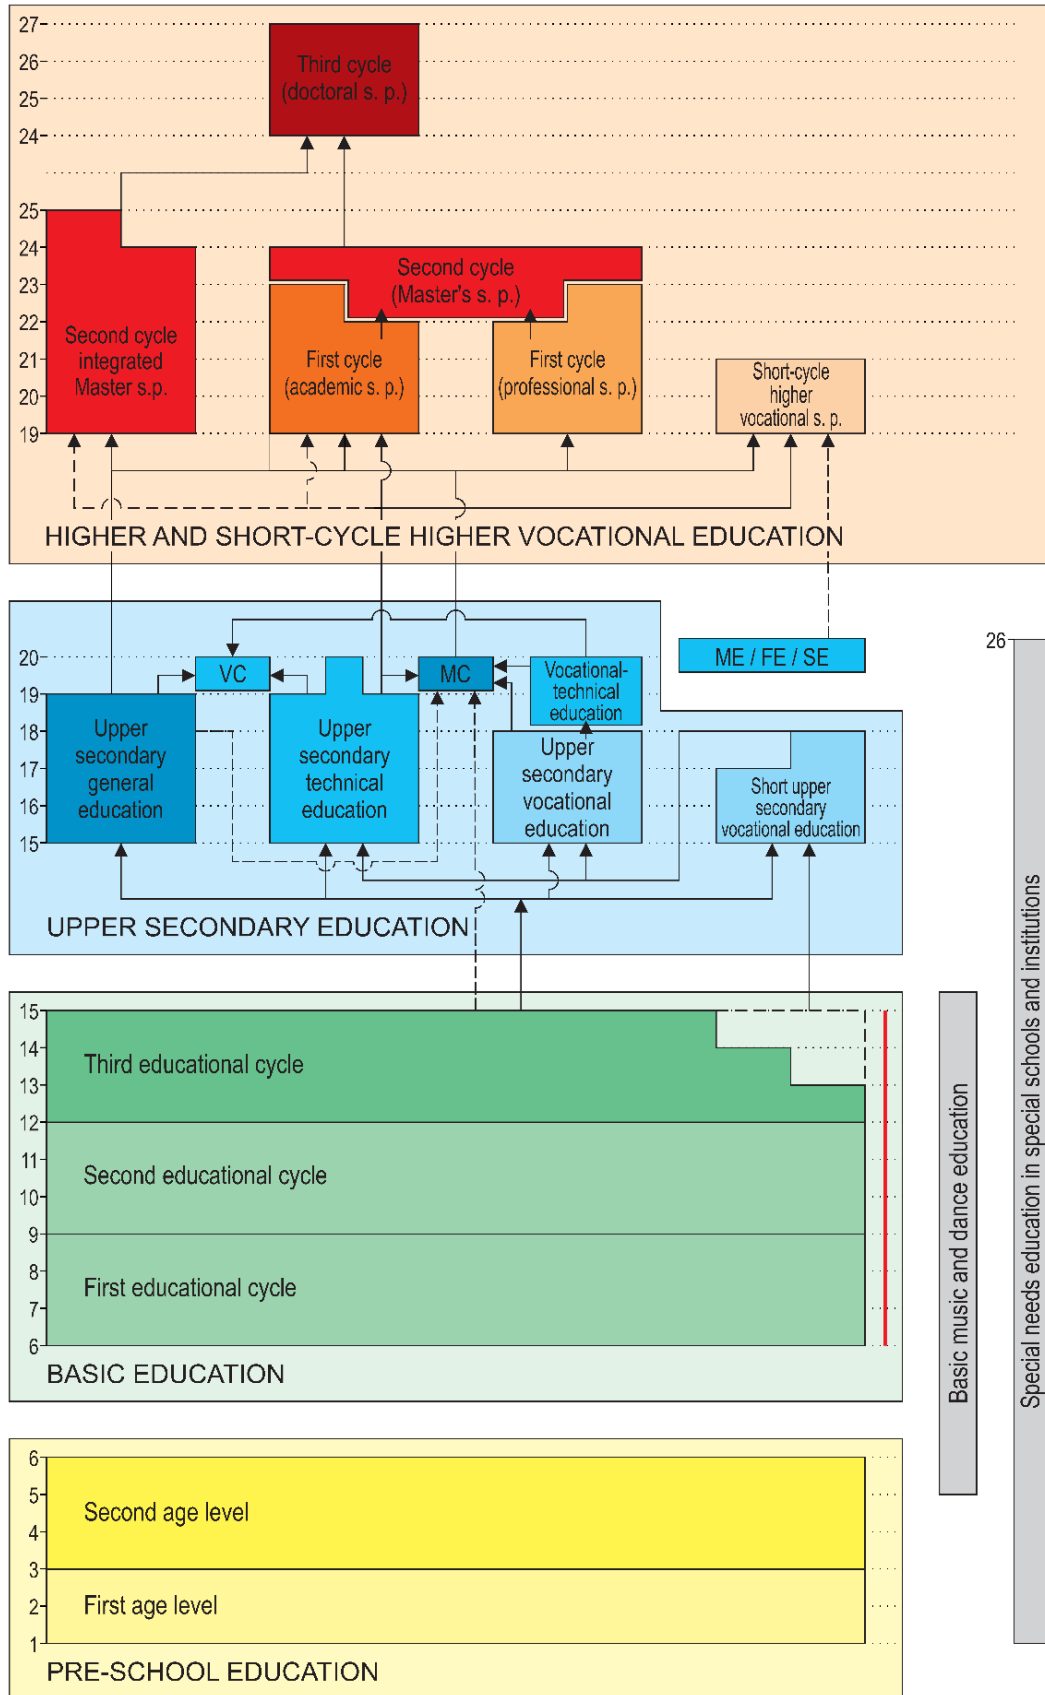 27
26
25
24
Third cycle
(doctoral s. p.)
25
24
23
22
21
20
19
Second cycle
integrated
Master s.p.
Second cycle
(Master's s. p.)
First cycle
(academic s. p.)
First cycle
(professional s. p.)
Short-cycle
higher
vocational s. p.
HIGHER AND SHORT-CYCLE HIGHER VOCATIONAL EDUCATION
20
19
18
17
16
15
VC
MC
Vocational-
technical
education
ME / FE / SE
Upper
secondary
general
education
Upper
secondary
technical
education
Upper
secondary
vocational
education
Short upper
secondary
vocational education
UPPER SECONDARY EDUCATION
15
14
13
12
11
10
9
8
7
6
Third educational cycle
Second educational cycle
First educational cycle
BASIC EDUCATION
6
5
4
3
2
1
Second age level
First age level
PRE-SCHOOL EDUCATION
Basic music and dance education
26
Special needs education in special schools and institutions